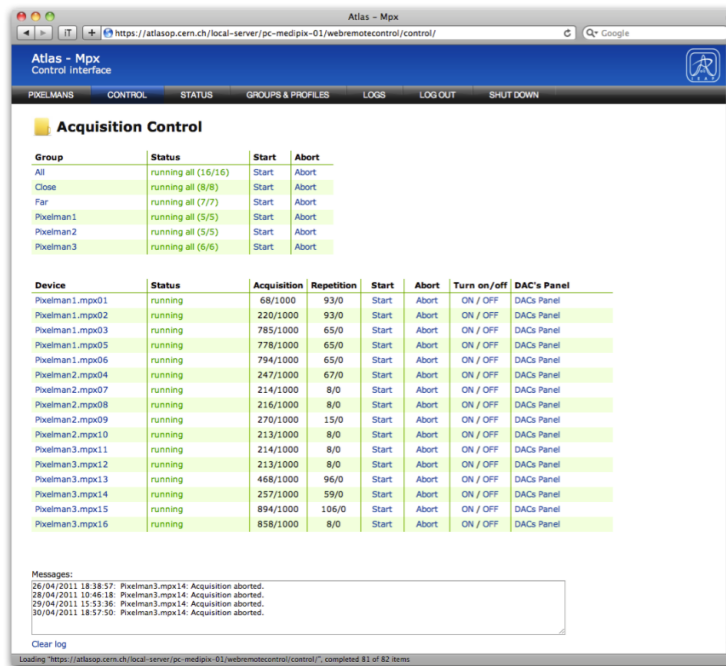 Atlas – Mpx
iT + https://atlasop.cern.ch/local-server/pc-medipix-01/webremotecontrol/control/ Google
Atlas - Mpx
Control interface
PIXELMANS CONTROL STATUS GROUPS & PROFILES LOGS LOG OUT SHUT DOWN
Acquisition Control
Group Status Start Abort
All running all (16/16) Start Abort
Close running all (8/8) Start Abort
Far running all (7/7) Start Abort
Pixelman1 running all (5/5) Start Abort
Pixelman2 running all (5/5) Start Abort
Pixelman3 running all (6/6) Start Abort
Device Status Acquisition Repetition Start Abort Turn on/off DAC's Panel
Pixelman1.mpx01 running 68/1000 93/0 Start Abort ON / OFF DACs Panel
Pixelman1.mpx02 running 220/1000 93/0 Start Abort ON / OFF DACs Panel
Pixelman1.mpx03 running 785/1000 65/0 Start Abort ON / OFF DACs Panel
Pixelman1.mpx05 running 778/1000 65/0 Start Abort ON / OFF DACs Panel
Pixelman1.mpx06 running 794/1000 65/0 Start Abort ON / OFF DACs Panel
Pixelman2.mpx04 running 247/1000 67/0 Start Abort ON / OFF DACs Panel
Pixelman2.mpx07 running 214/1000 8/0 Start Abort ON / OFF DACs Panel
Pixelman2.mpx08 running 216/1000 8/0 Start Abort ON / OFF DACs Panel
Pixelman2.mpx09 running 270/1000 15/0 Start Abort ON / OFF DACs Panel
Pixelman2.mpx10 running 213/1000 8/0 Start Abort ON / OFF DACs Panel
Pixelman3.mpx11 running 214/1000 8/0 Start Abort ON / OFF DACs Panel
Pixelman3.mpx12 running 213/1000 8/0 Start Abort ON / OFF DACs Panel
Pixelman3.mpx13 running 468/1000 96/0 Start Abort ON / OFF DACs Panel
Pixelman3.mpx14 running 257/1000 59/0 Start Abort ON / OFF DACs Panel
Pixelman3.mpx15 running 894/1000 106/0 Start Abort ON / OFF DACs Panel
Pixelman3.mpx16 running 858/1000 8/0 Start Abort ON / OFF DACs Panel
Messages:
26/04/2011 18:38:57: Pixelman3.mpx14: Acquisition aborted.
28/04/2011 10:46:18: Pixelman3.mpx14: Acquisition aborted.
29/04/2011 15:53:36: Pixelman3.mpx14: Acquisition aborted.
30/04/2011 18:57:50: Pixelman3.mpx14: Acquisition aborted.
Clear log
Loading "https://atlasop.cern.ch/local-server/pc-medipix-01/webremotecontrol/control/", completed 81 of 82 items